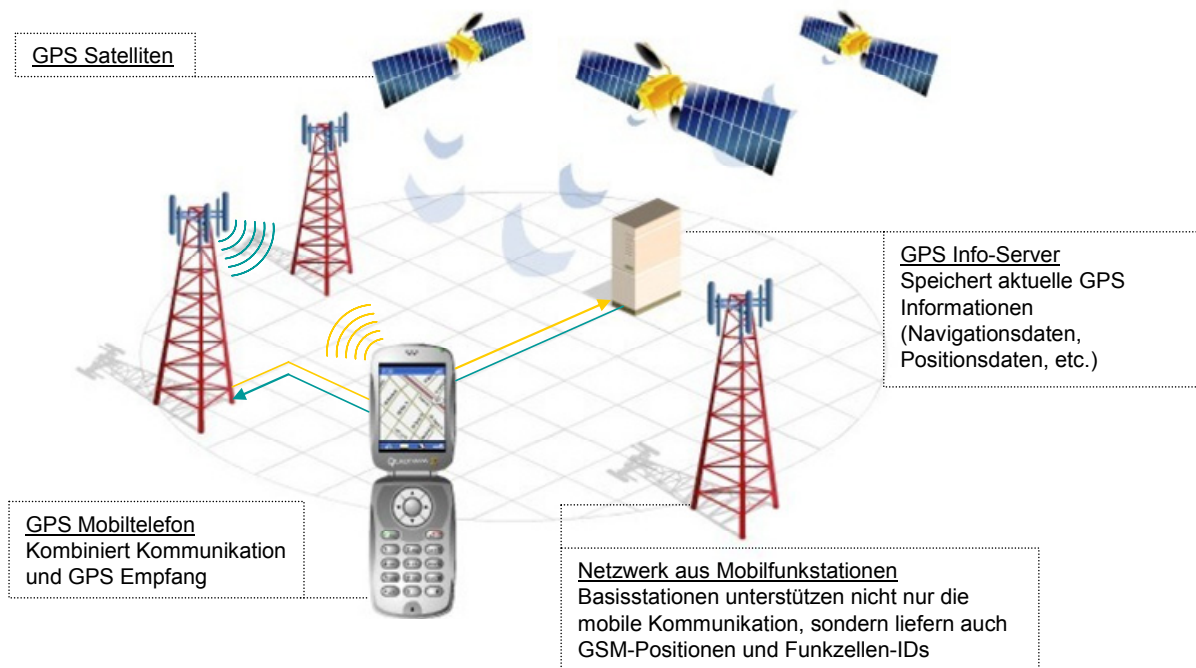 GPS Satelliten
GPS Info-Server
Speichert aktuelle GPS
Informationen
(Navigationsdaten,
Positionsdaten, etc.)
GPS Mobiltelefon
Kombiniert Kommunikation
und GPS Empfang
Netzwerk aus Mobilfunkstationen
Basisstationen unterstützen nicht nur die
mobile Kommunikation, sondern liefern auch
GSM-Positionen und Funkzellen-IDs